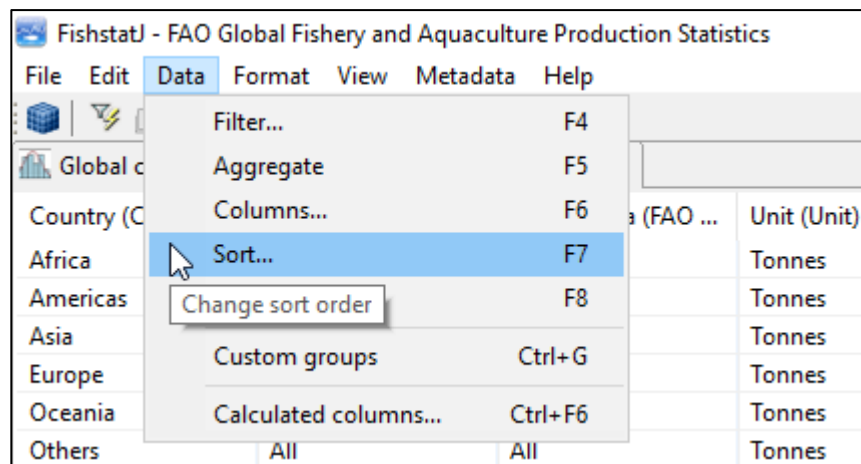 FishstatJ - FAO Global Fishery and Aquaculture Production Statistics
File Edit Data Format View Metadata Help
Filter... F4
Global c
Aggregate F5
Country (C
Columns... F6
a (FAO ... Unit (Unit)
Africa
Sort... F7
Tonnes
Americas
Change sort order
F8
Tonnes
Asia
Tonnes
Custom groups Ctrl+G
Europe
Tonnes
Oceania
Calculated columns... Ctrl+F6
Tonnes
Others All All Tonnes